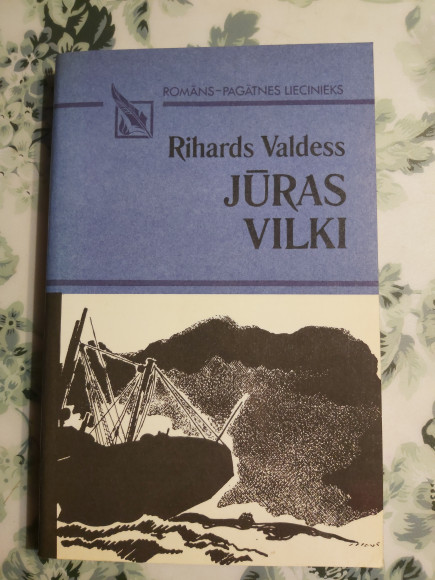 ROMĀNS–PAGĀTNES LIECINIEKS
Rihards Valdess
JŪRAS
VILKI